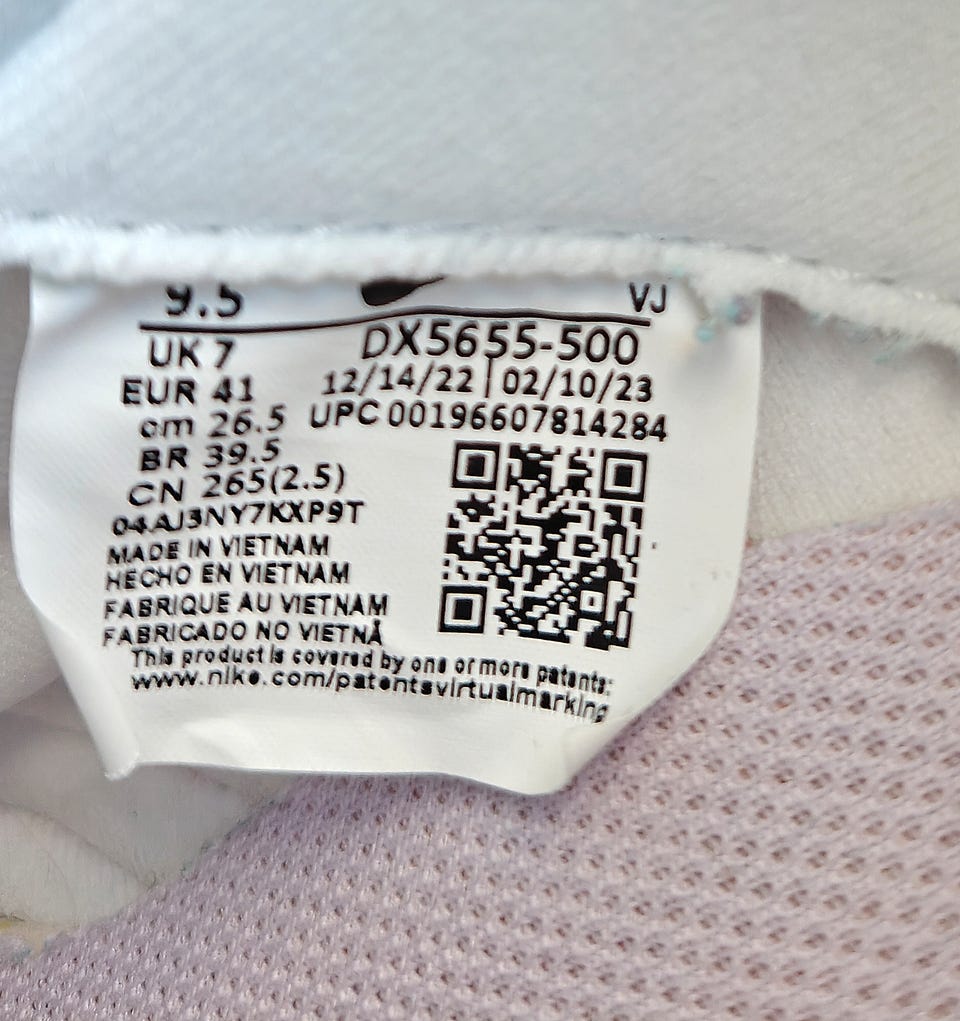 9.5 VJ
UK 7 DX5655-500
EUR 41 12/14/22 | 02/10/23
cm 26.5 UPC 00196607814284
BR 39.5
CN 265(2.5)
04AJ3NY7KXP9T
MADE IN VIETNAM
HECHO EN VIETNAM
FABRIQUE AU VIETNAM
FABRICADO NO VIETNÃ
This product is covered by one or more patents:
www.nike.com/patentsvirtualmarking